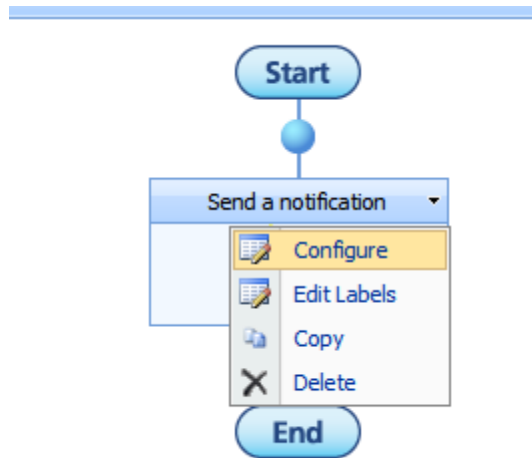 Start
Send a notification
Configure
Edit Labels
Copy
Delete
End